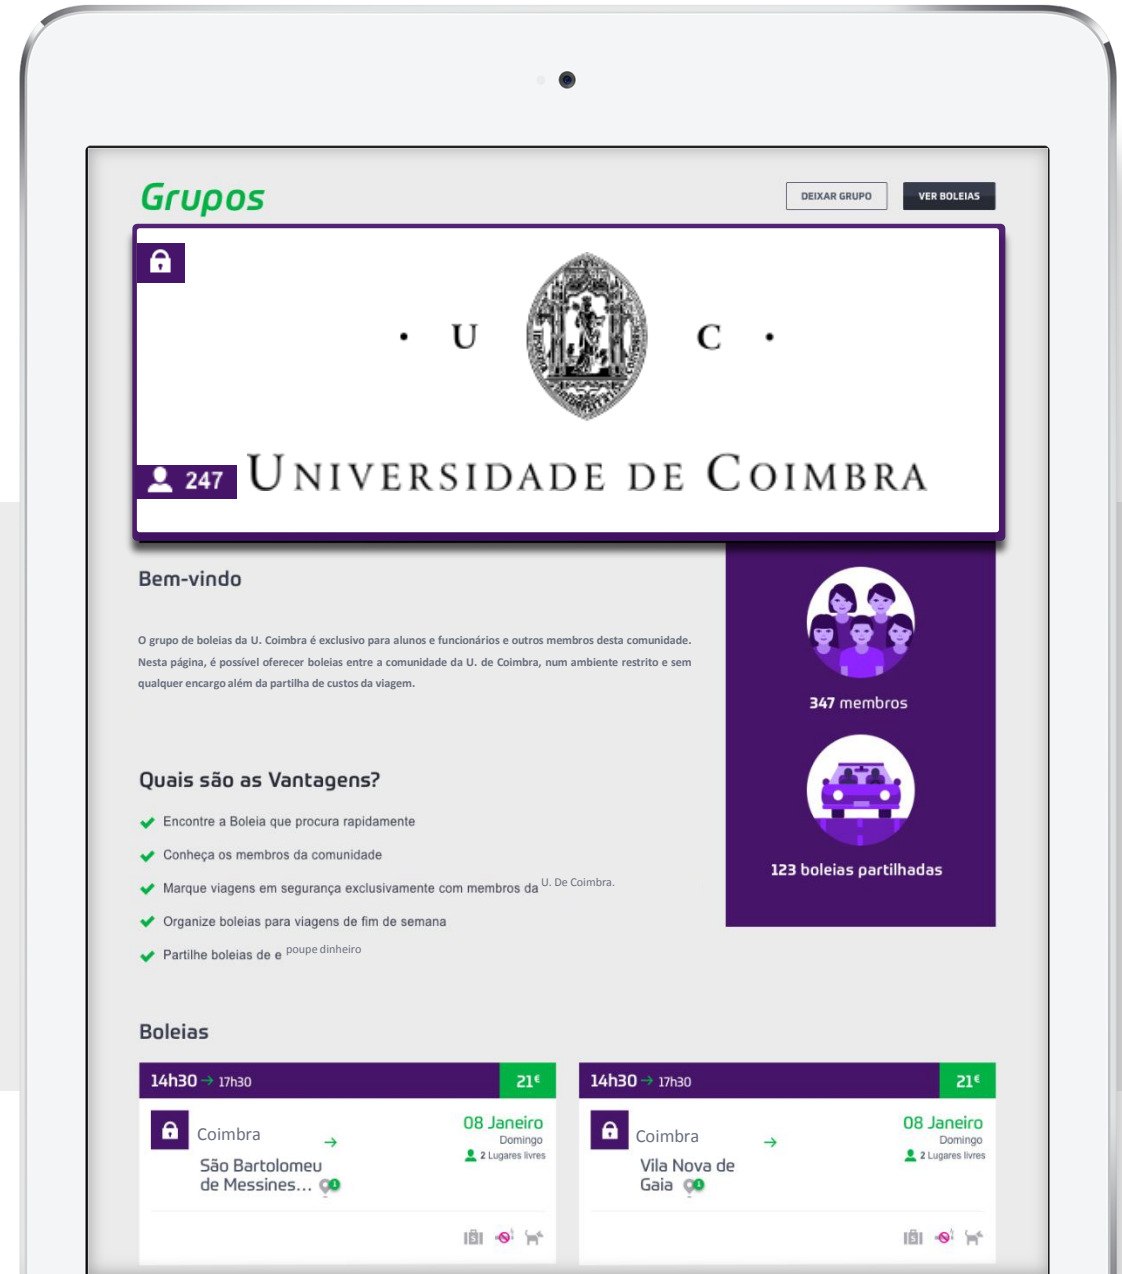 Grupos
DEIXAR GRUPO
VER BOLEIAS
· U C ·
247
UNIVERSIDADE DE COIMBRA
Bem-vindo
O grupo de boleias da U. Coimbra é exclusivo para alunos e funcionários e outros membros desta comunidade.
Nesta página, é possível oferecer boleias entre a comunidade da U. de Coimbra, num ambiente restrito e sem
qualquer encargo além da partilha de custos da viagem.
347 membros
123 boleias partilhadas
Quais são as Vantagens?
Encontre a Boleia que procura rapidamente
Conheça os membros da comunidade
Marque viagens em segurança exclusivamente com membros da U. De Coimbra.
Organize boleias para viagens de fim de semana
Partilhe boleias de e poupe dinheiro
Boleias
14h30 → 17h30 21€
Coimbra →
São Bartolomeu
de Messines...
08 Janeiro
Domingo
2 Lugares livres
14h30 → 17h30 21€
Coimbra →
Vila Nova de
Gaia
08 Janeiro
Domingo
2 Lugares livres